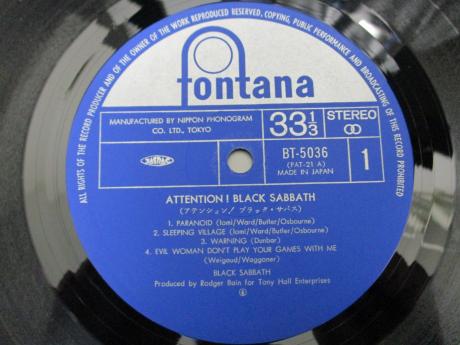 ALL RIGHTS OF THE RECORD PRODUCER AND OF THE OWNER OF THE WORK REPRODUCED RESERVED, COPYING, PUBLIC PERFORMANCE AND BROADCASTING OF THIS RECORD PROHIBITED
fontana
MANUFACTURED BY NIPPON PHONOGRAM
CO. LTD., TOKYO
33 1/3
STEREO
BT-5036
(FAT-21 A)
MADE IN JAPAN
1
ATTENTION! BLACK SABBATH
(アテンション! ブラック・サバス)
1. PARANOID (Iomi/Ward/Butler/Osbourne)
2. SLEEPING VILLAGE (Iomi/Ward/Butler/Osbourne)
3. WARNING (Dunbar)
4. EVIL WOMAN DON'T PLAY YOUR GAMES WITH ME
(Weigaud/Waggoner)
BLACK SABBATH
Produced by Rodger Bain for Tony Hall Enterprises